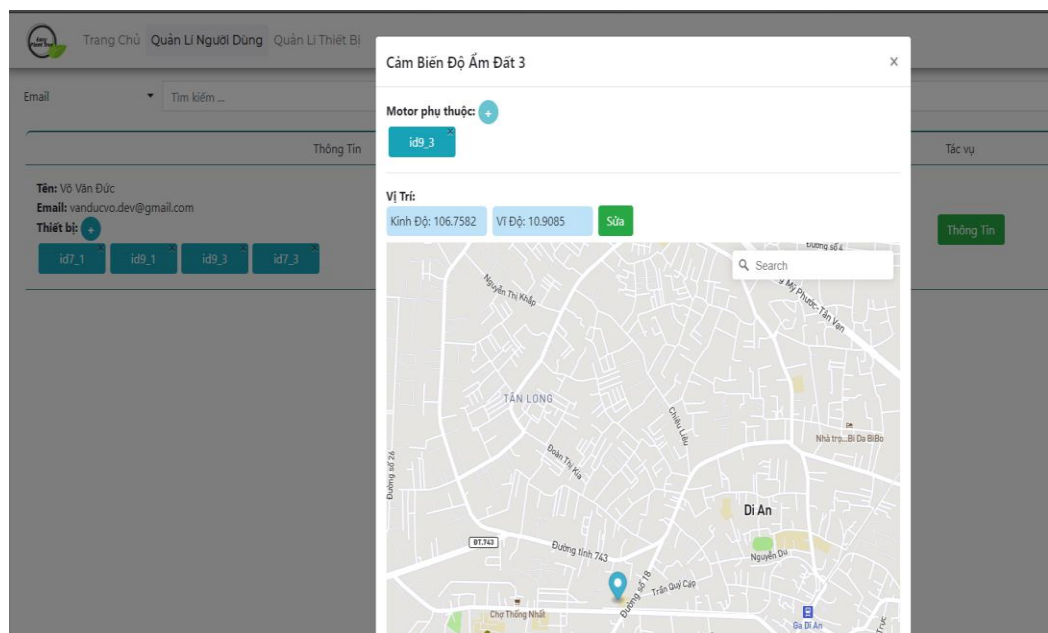 Trang Chủ Quản Lí Người Dùng Quản Lí Thiết Bị
Email Tìm kiếm ...
Thông Tin Tác vụ
Tên: Võ Văn Đức
Email: vanducvo.dev@gmail.com
Thiết bị: +
id7_1 x id9_1 x id9_3 x id7_3 x
Thông Tin
Cảm Biến Độ Ẩm Đất 3 x
Motor phụ thuộc: +
id9_3 x
Vị Trí:
Kinh Độ: 106.7582 Vĩ Độ: 10.9085 Sửa
Search
Đường số 4
Mỹ Phước-Tân Vạn
Nguyễn Thị Khắp
TÂN LONG
Chiêu Liêu
Nhà trọ...Bi Da BiBo
Đoàn Thị Kia
Đường số 26
Dĩ An
ĐT.743
Đường tỉnh 743
Nguyễn Du
Đường số 18
Trần Quý Cáp
Chợ Thống Nhất
Ga Dĩ An